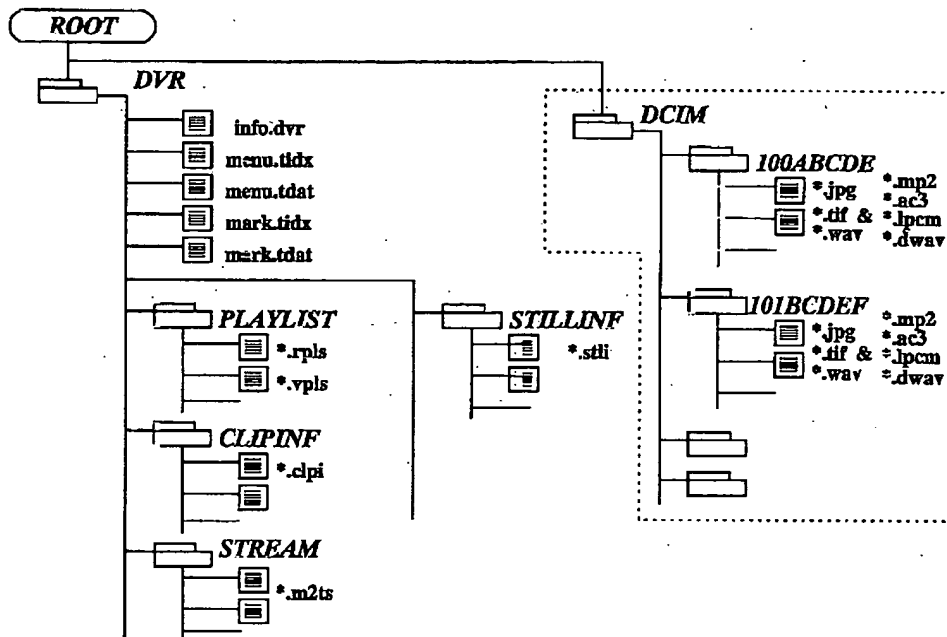 ROOT
DVR
info.dvr
menu.tidx
menu.tdat
mark.tidx
mark.tdat
PLAYLIST
*.rpls
*.vpls
CLIPINF
*.clpi
STREAM
*.m2ts
STILLINF
*.stli
DCIM
100ABCDE
*.jpg *.mp2
*.ac3
*.tif & *.lpcm
*.wav *.dwav
101BCDEF
*.jpg *.mp2
*.ac3
*.tif & *.lpcm
*.wav *.dwav